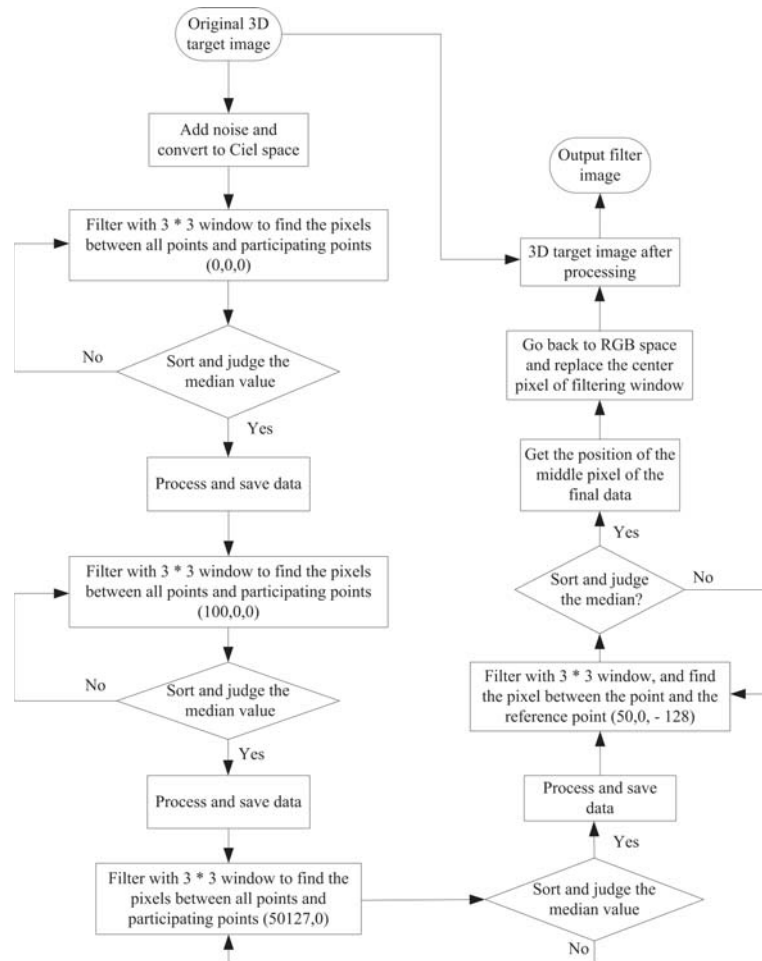 Original 3D
target image
Add noise and
convert to Ciel space
Filter with 3 * 3 window to find the pixels
between all points and participating points
(0,0,0)
No
Sort and judge the
median value
Yes
Process and save data
Filter with 3 * 3 window to find the pixels
between all points and participating points
(100,0,0)
No
Sort and judge the
median value
Yes
Process and save data
Filter with 3 * 3 window to find the
pixels between all points and
participating points (50127,0)
Output filter
image
3D target image after
processing
Go back to RGB space
and replace the center
pixel of filtering window
Get the position of the
middle pixel of the
final data
Yes
Sort and judge
the median?
No
Filter with 3 * 3 window, and find
the pixel between the point and the
reference point (50,0, - 128)
Process and save
data
Yes
Sort and judge the
median value
No